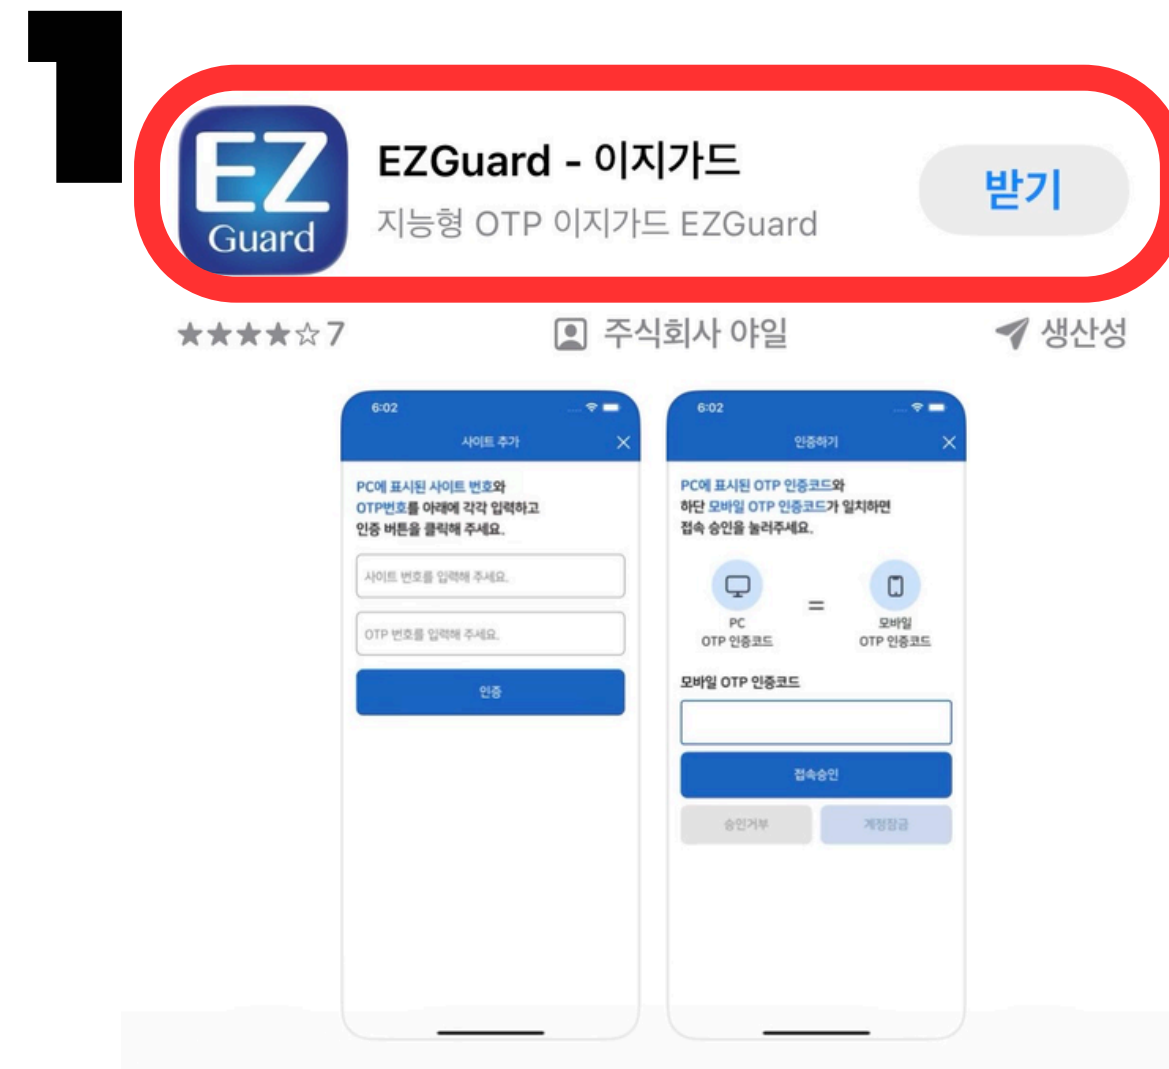 1
EZ
Guard
EZGuard - 이지가드
지능형 OTP 이지가드 EZGuard
받기
★★★★☆ 7
주식회사 야일
생산성
6:02
사이트 추가
PC에 표시된 사이트 번호와
OTP번호를 아래에 각각 입력하고
인증 버튼을 클릭해 주세요.
사이트 번호를 입력해 주세요.
OTP 번호를 입력해 주세요.
인증
6:02
인증하기
PC에 표시된 OTP 인증코드와
하단 모바일 OTP 인증코드가 일치하면
접속 승인을 눌러주세요.
=
PC
OTP 인증코드
모바일
OTP 인증코드
모바일 OTP 인증코드
접속승인
승인거부
계정잠금